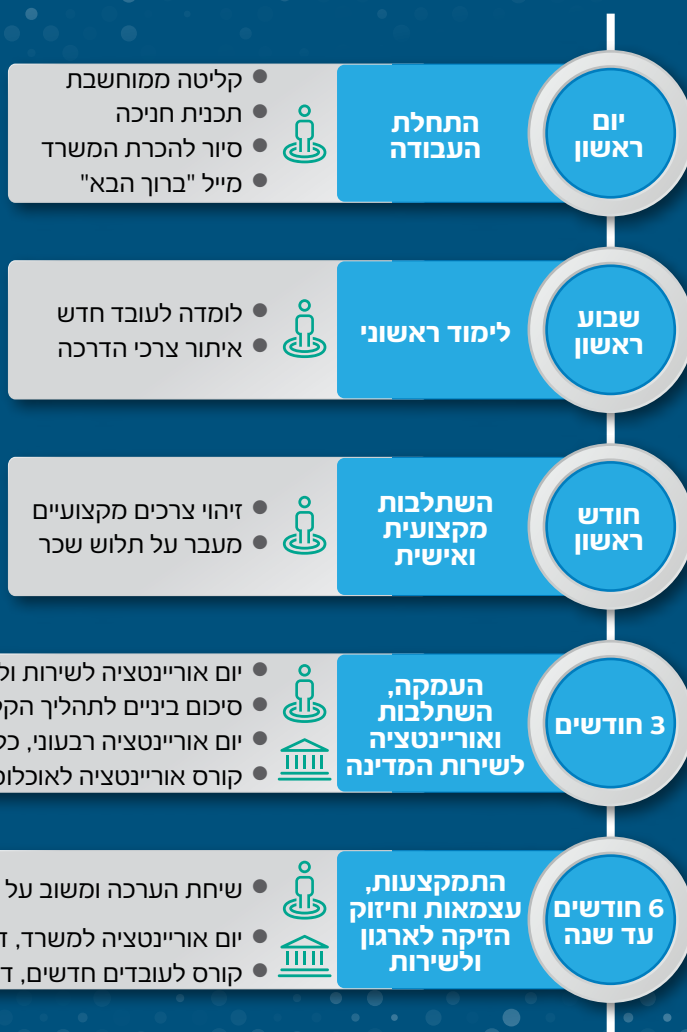 יום
ראשון
התחלת
העבודה
קליטה ממוחשבת
תכנית חניכה
סיור להכרת המשרד
מייל "ברוך הבא"
שבוע
ראשון
לימוד ראשוני
לומדה לעובד חדש
איתור צרכי הדרכה
חודש
ראשון
השתלבות
מקצועית
ואישית
זיהוי צרכים מקצועיים
מעבר על תלוש שכר
3 חודשים
העמקה,
השתלבות
ואוריינטציה
לשירות המדינה
יום אוריינטציה לשירות
סיכום ביניים לתהליך
יום אוריינטציה רבעוני,
קורס אוריינטציה
6 חודשים
עד שנה
התמקצעות,
עצמאות וחיזוק
הזיקה לארגון
ולשירות
שיחת הערכה ומשוב על
יום אוריינטציה למשרד,
קורס לעובדים חדשים,